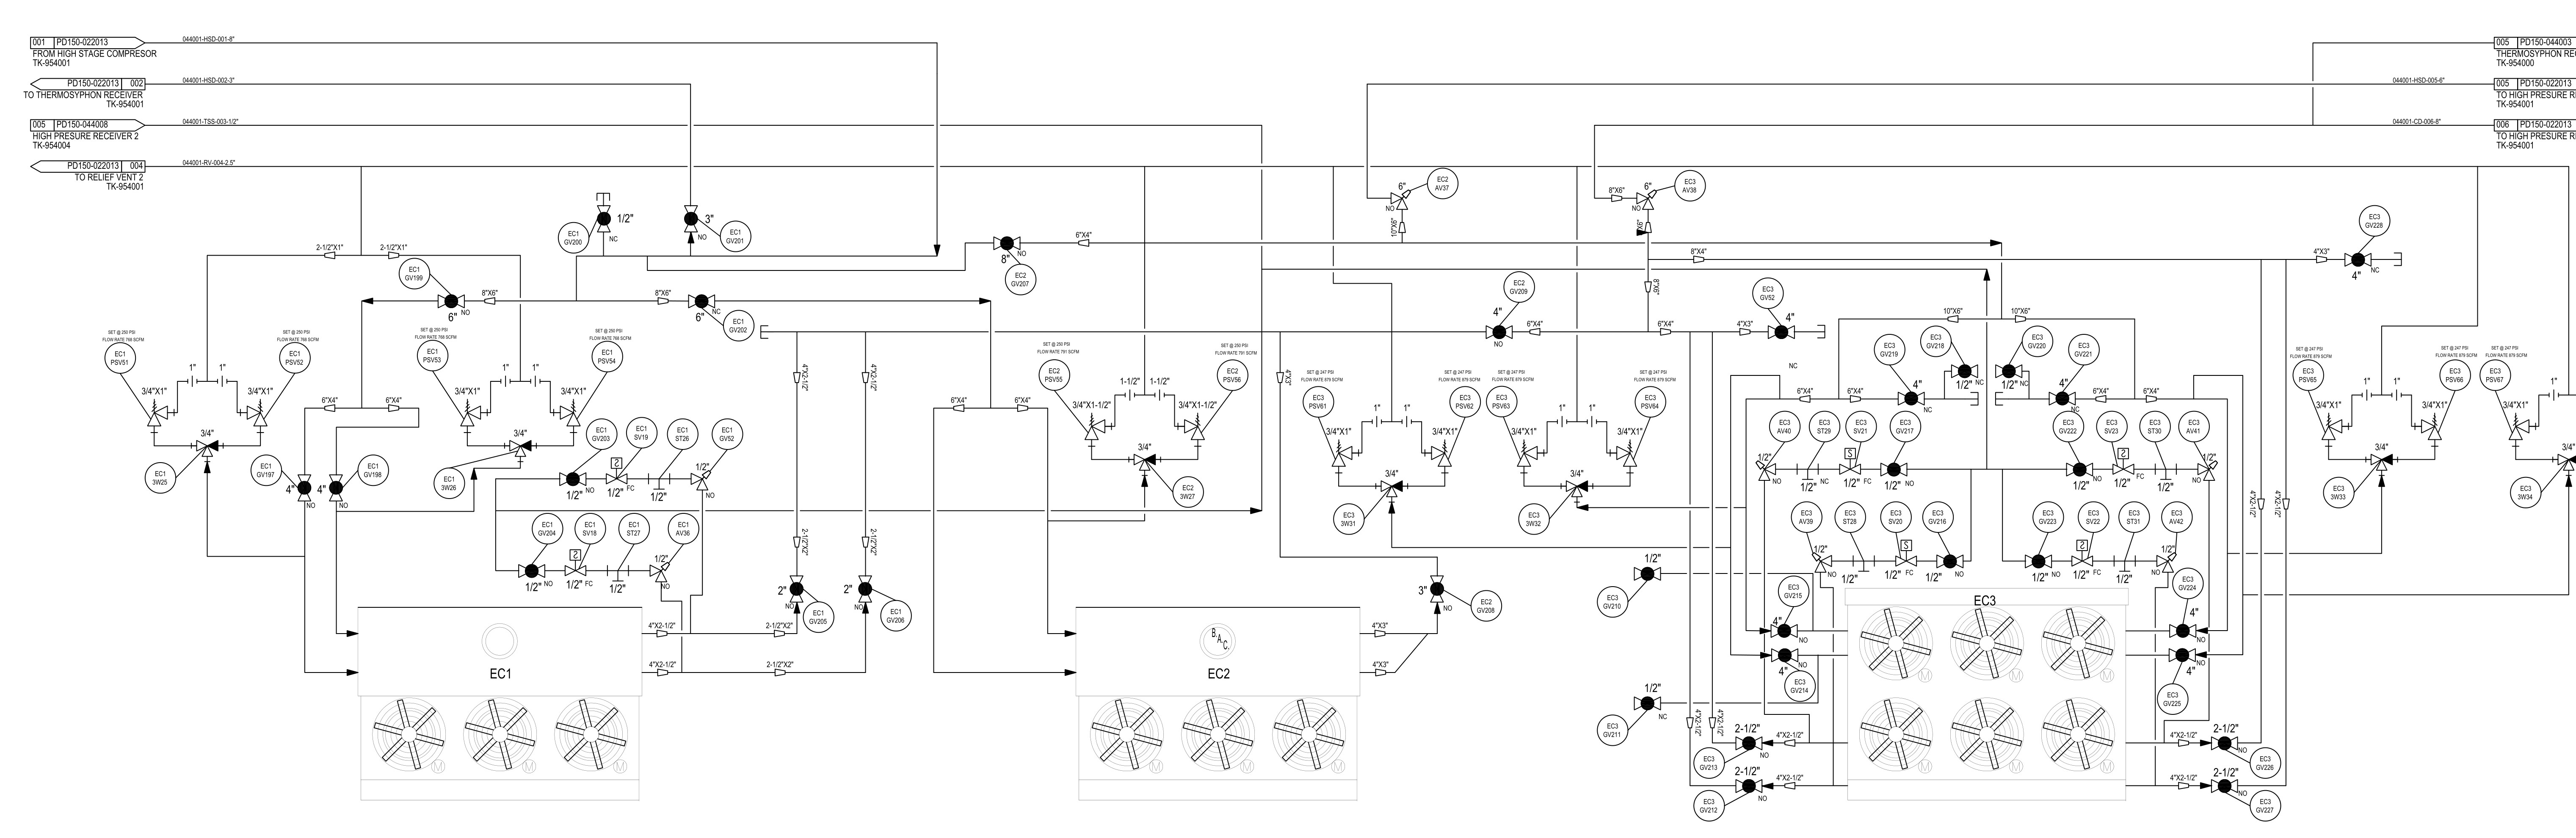 001 PD150-022013
044001-HSD-001-8"
FROM HIGH STAGE COMPRESOR
TK-954001
PD150-022013 002
044001-HSD-002-3"
TO THERMOSYPHON RECEIVER
TK-954001
005 PD150-044008
044001-TSS-003-1/2"
HIGH PRESURE RECEIVER 2
TK-954004
PD150-022013 004
044001-RV-004-2.5"
TO RELIEF VENT 2
TK-954001
005 PD150-044003
THERMOSYPHON REC
TK-954000
044001-HSD-005-6"
005 PD150-022013
TO HIGH PRESURE R
TK-954001
044001-CD-006-8"
006 PD150-022013
TO HIGH PRESSURE R
TK-954001
2-1/2"X1"
2-1/2"X1"
EC1
GV199
8"X6"
6"
NO
EC1
GV200
1/2"
NC
3"
NO
EC1
GV201
8"X6"
6"
NC
EC1
GV202
8"
NO
EC2
GV207
6"X4"
6"
NO
EC2
AV37
10"X6"
8"X6"
6"
NO
EC3
AV38
8"X4"
8"X6"
4"X3"
EC3
GV228
4"
NC
SET @ 250 PSI
FLOW RATE 768 SCFM
EC1
PSV51
1"
1"
3/4"X1"
SET @ 250 PSI
FLOW RATE 768 SCFM
EC1
PSV52
3/4"
EC1
3W25
SET @ 250 PSI
FLOW RATE 768 SCFM
EC1
PSV53
1"
1"
3/4"X1"
3/4"X1"
SET @ 250 PSI
FLOW RATE 768 SCFM
EC1
PSV54
3/4"
EC1
3W26
6"X4"
6"X4"
EC1
GV197
4"
NO
4"
NO
EC1
GV198
EC1
GV203
1/2"
NO
EC1
SV19
1/2"
FC
EC1
ST26
1/2"
EC1
GV52
1/2"
NO
EC1
GV204
1/2"
NO
EC1
SV18
1/2"
FC
EC1
ST27
1/2"
EC1
AV36
1/2"
NO
4"X2-1/2"
4"X2-1/2"
2-1/2"X2"
2-1/2"X2"
2"
NO
EC1
GV205
2"
NO
EC1
GV206
4"X2-1/2"
2-1/2"X2"
4"X2-1/2"
2-1/2"X2"
EC1
SET @ 250 PSI
FLOW RATE 791 SCFM
EC2
PSV55
1-1/2"
1-1/2"
3/4"X1-1/2"
3/4"X1-1/2"
SET @ 250 PSI
FLOW RATE 791 SCFM
EC2
PSV56
3/4"
EC2
3W27
6"X4"
6"X4"
4"X3"
3"
NO
EC2
GV208
4"X3"
4"X3"
B.A.C.
EC2
EC2
GV209
4"
NO
6"X4"
6"X4"
4"X3"
EC3
GV52
4"
NC
SET @ 247 PSI
FLOW RATE 879 SCFM
EC3
PSV61
1"
1"
3/4"X1"
3/4"X1"
SET @ 247 PSI
FLOW RATE 879 SCFM
EC3
PSV62
3/4"
EC3
3W31
SET @ 247 PSI
FLOW RATE 879 SCFM
EC3
PSV63
1"
1"
3/4"X1"
3/4"X1"
SET @ 247 PSI
FLOW RATE 879 SCFM
EC3
PSV64
3/4"
EC3
3W32
10"X6"
10"X6"
EC3
GV219
EC3
GV218
EC3
GV220
EC3
GV221
6"X4"
6"X4"
4"
NC
1/2"
NC
1/2"
NC
4"
NC
6"X4"
6"X4"
EC3
AV40
1/2"
NO
EC3
ST29
1/2"
NC
EC3
SV21
1/2"
FC
EC3
GV217
1/2"
NO
EC3
GV222
1/2"
NO
EC3
SV23
1/2"
FC
EC3
ST30
1/2"
EC3
AV41
1/2"
NO
EC3
AV39
1/2"
NO
EC3
ST28
1/2"
EC3
SV20
1/2"
FC
EC3
GV216
1/2"
NO
EC3
GV223
1/2"
NO
EC3
SV22
1/2"
FC
EC3
ST31
1/2"
EC3
AV42
1/2"
NO
1/2"
NO
EC3
GV210
1/2"
NC
EC3
GV211
EC3
GV215
4"
NO
4"
NO
EC3
GV214
EC3
EC3
GV224
4"
NO
4"
NO
EC3
GV225
4"X2-1/2"
4"X2-1/2"
2-1/2"
NO
EC3
GV213
4"X2-1/2"
2-1/2"
NO
EC3
GV212
4"X2-1/2"
4"X2-1/2"
2-1/2"
NO
EC3
GV226
4"X2-1/2"
2-1/2"
NO
EC3
GV227
4"X2-1/2"
4"X2-1/2"
SET @ 247 PSI
FLOW RATE 879 SCFM
EC3
PSV65
1"
1"
3/4"X1"
3/4"X1"
SET @ 247 PSI
FLOW RATE 879 SCFM
EC3
PSV66
3/4"
EC3
3W33
SET @ 247 PSI
FLOW RATE 879 SCFM
EC3
PSV67
1"
3/4"X1"
3/4"
EC3
3W34